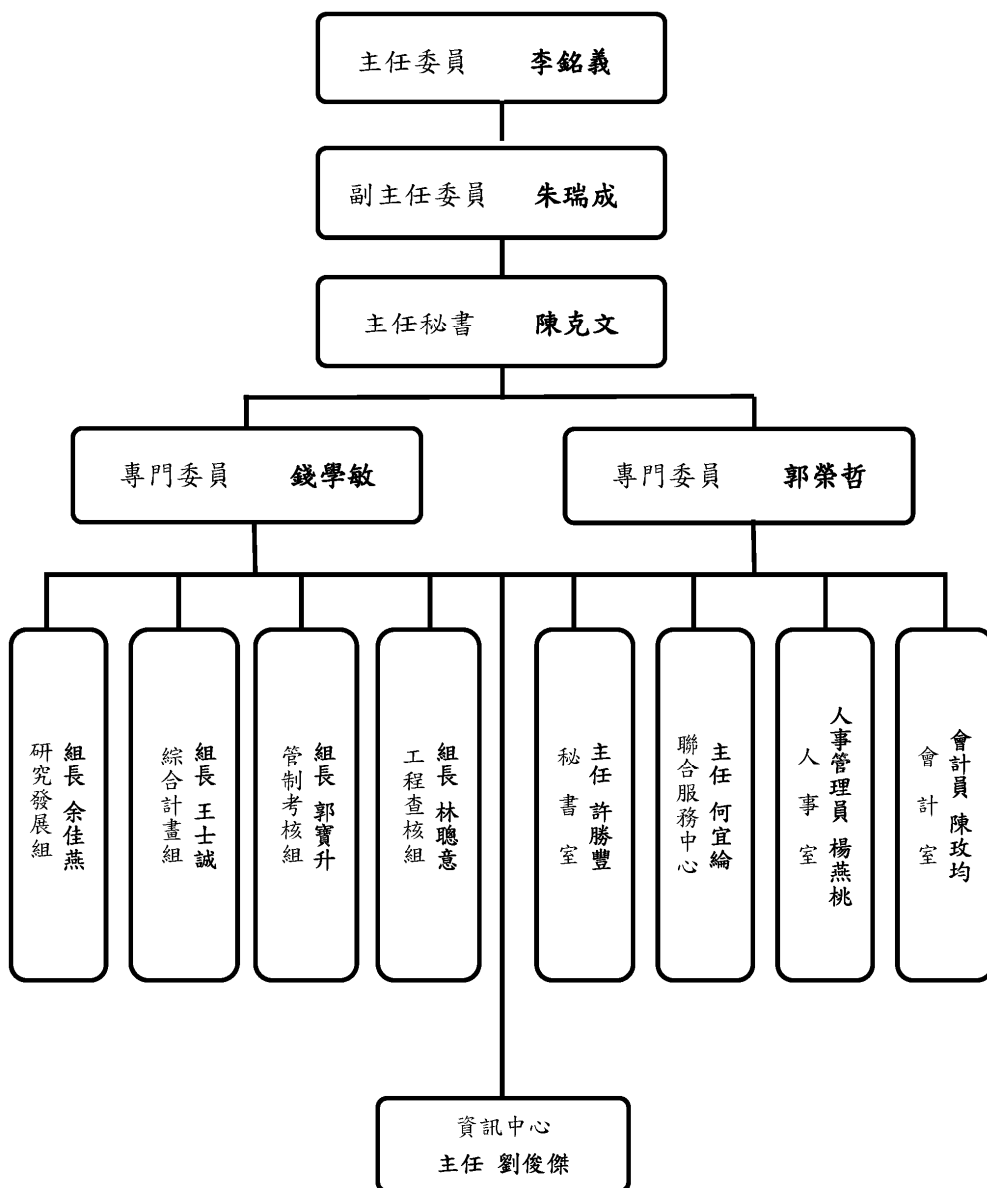 主任委員 李銘義
副主任委員 朱瑞成
主任秘書 陳克文
專門委員 錢學敏
專門委員 郭榮哲
研究發展組
組長 余佳燕
綜合計畫組
組長 王士誠
管制考核組
組長 郭寶升
工程查核組
組長 林聰意
秘書室
主任 許勝豐
聯合服務中心
主任 何宜綸
人事室
人事管理員 楊燕桃
會計室
會計員 陳玫均
資訊中心
主任 劉俊傑